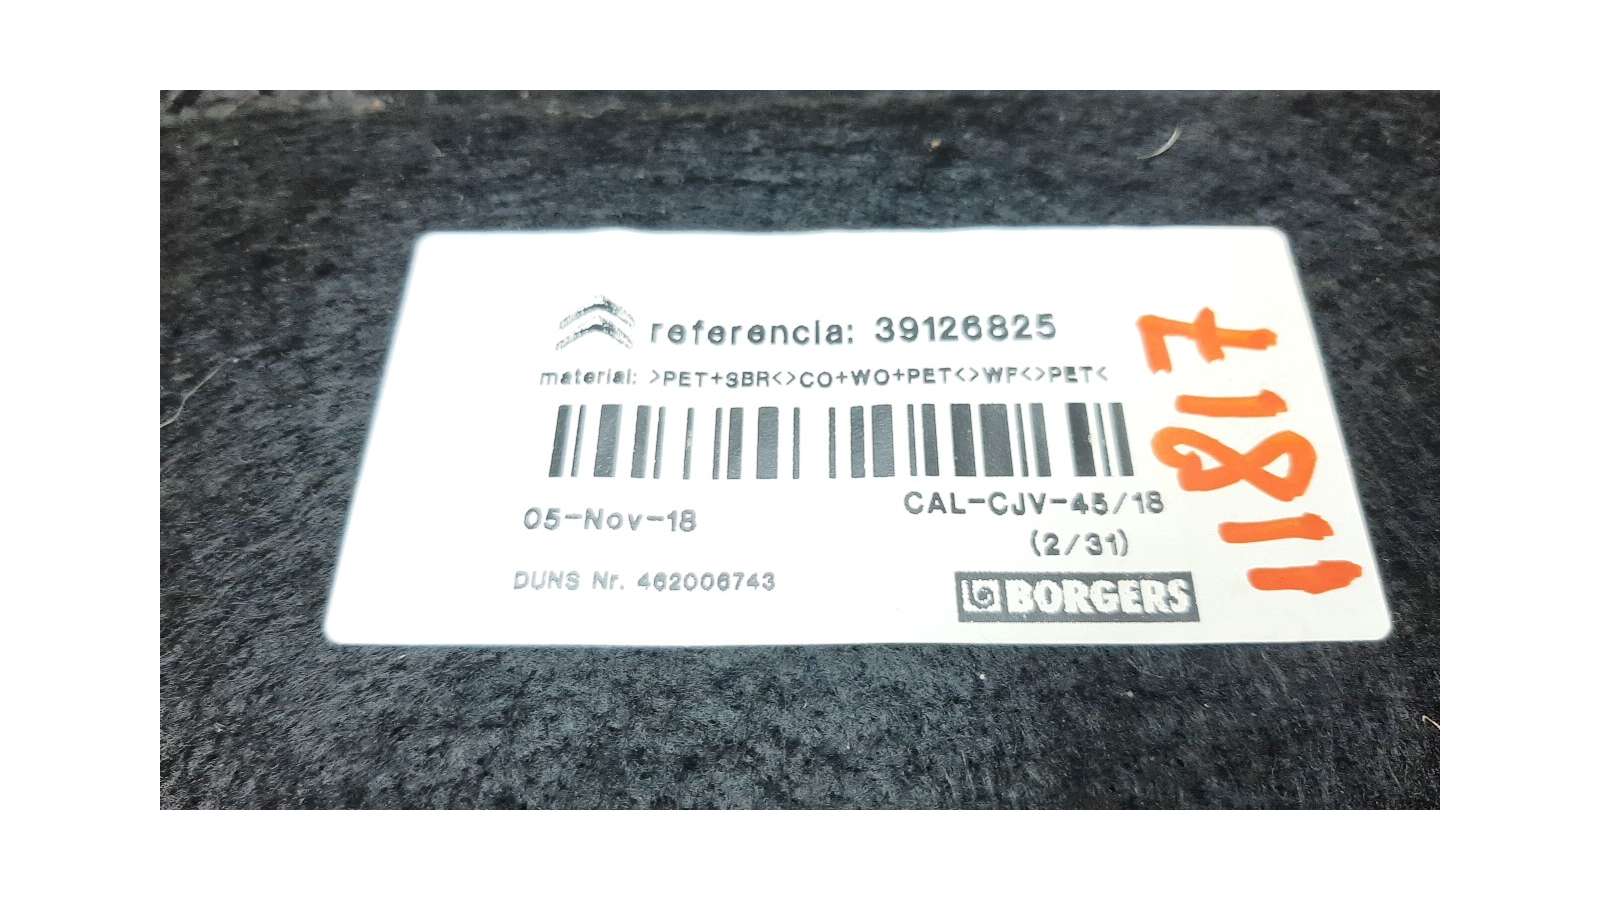 referencia: 39126825
material: >PET+SBR<>CO+WO+PET<>WF<>PET<
05-Nov-18
CAL-CJV-45/18
(2/31)
DUNS Nr. 462006743
BORGERS
71811